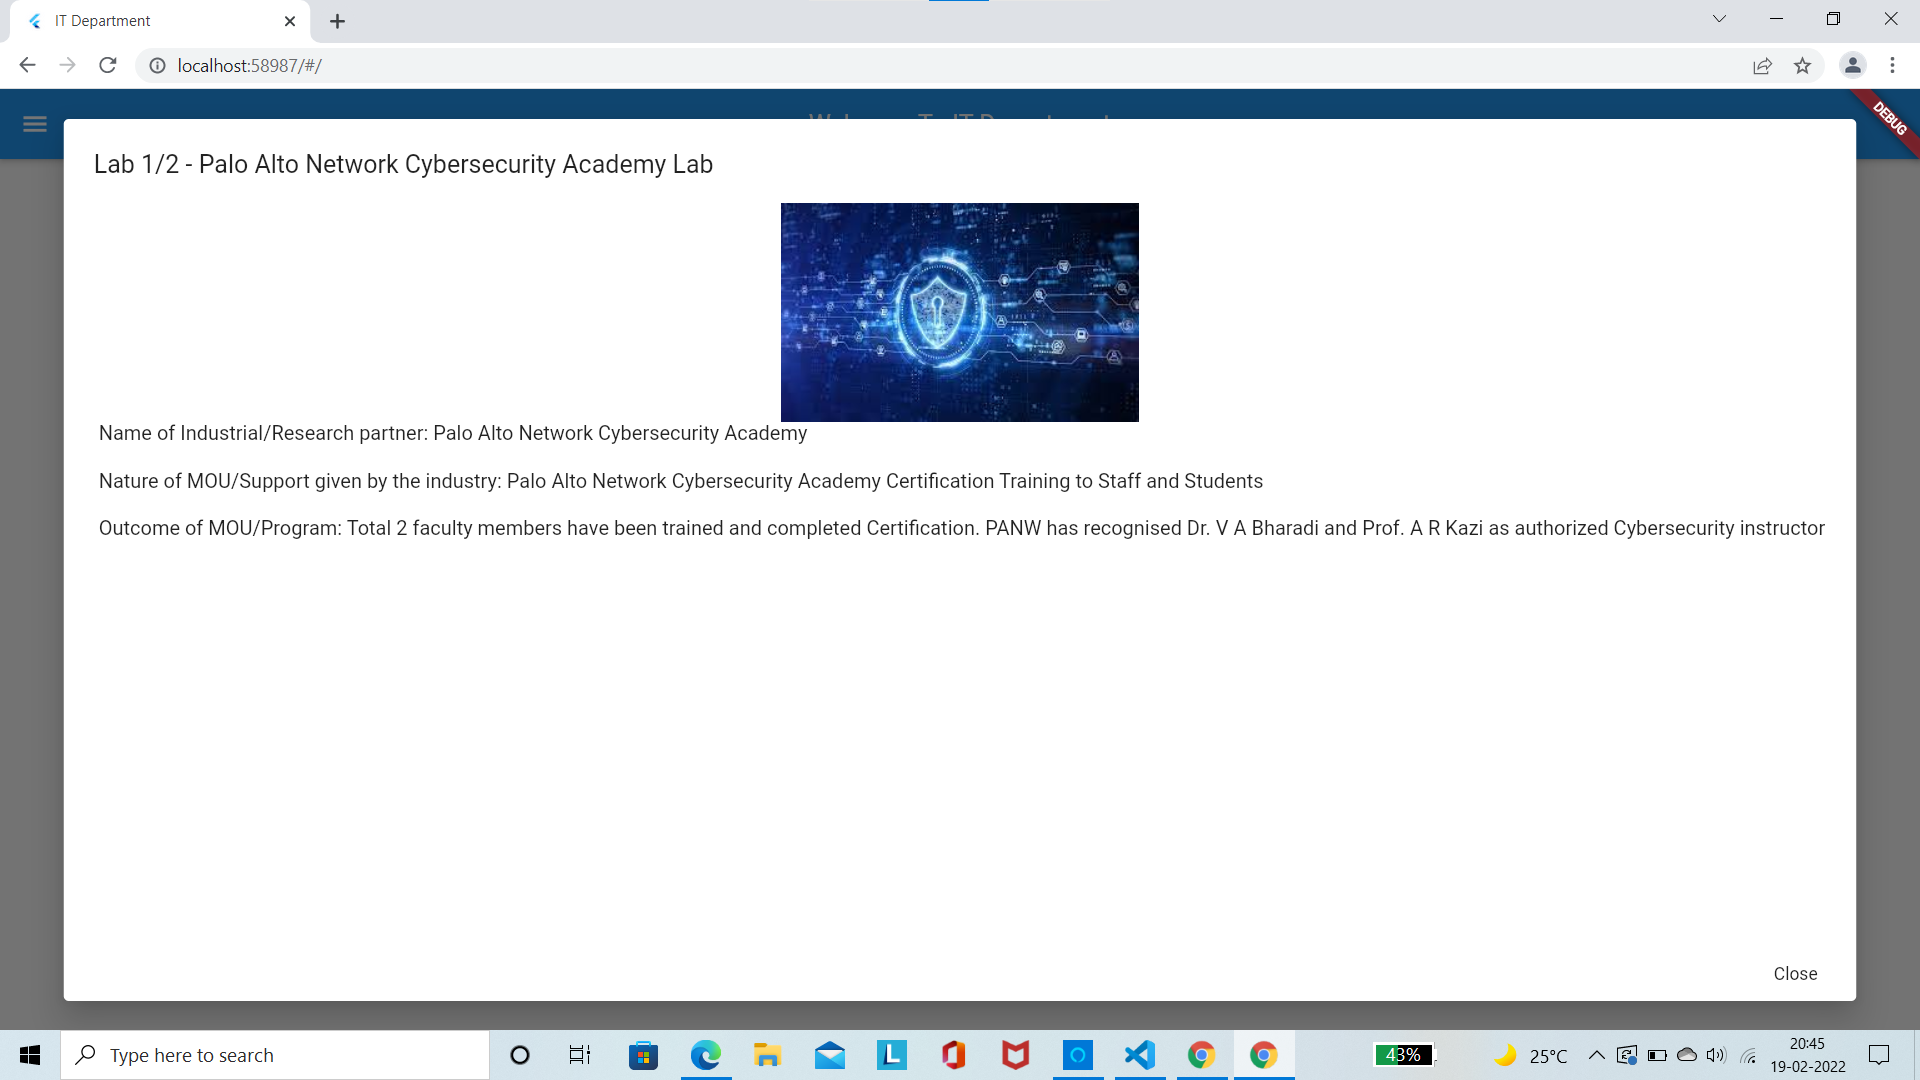 IT Department
localhost:58987/#/
Welcome To IT Department
DEBUG
Lab 1/2 - Palo Alto Network Cybersecurity Academy Lab
Name of Industrial/Research partner: Palo Alto Network Cybersecurity Academy
Nature of MOU/Support given by the industry: Palo Alto Network Cybersecurity Academy Certification Training to Staff and Students
Outcome of MOU/Program: Total 2 faculty members have been trained and completed Certification. PANW has recognised Dr. V A Bharadi and Prof. A R Kazi as authorized Cybersecurity instructor
Close
Type here to search
L
43%
25°C
20:45
19-02-2022